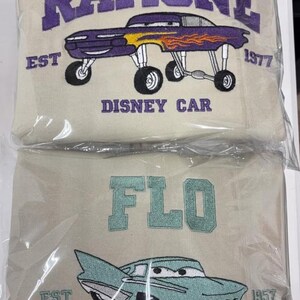 RAMONE
EST 1977
DISNEY CAR
FLO
EST 1957